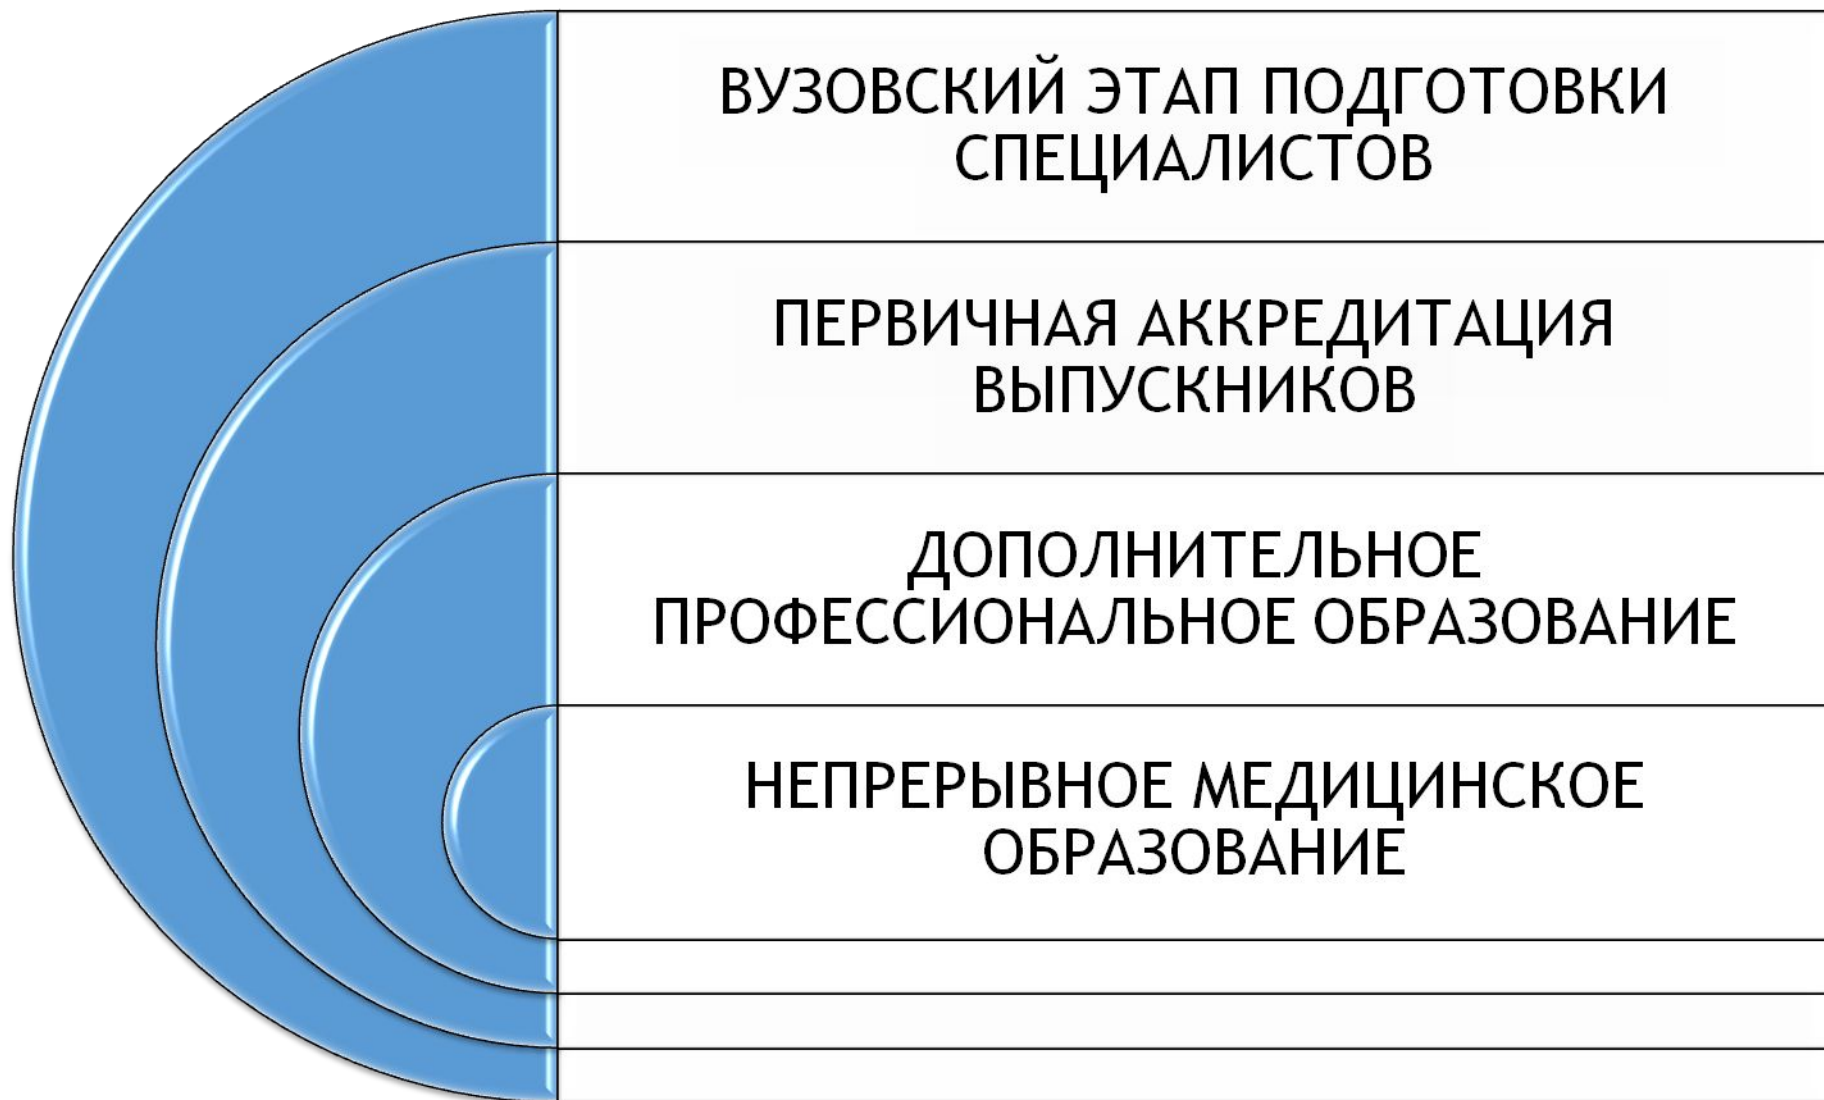 ВУЗОВСКИЙ ЭТАП ПОДГОТОВКИ
СПЕЦИАЛИСТОВ
ПЕРВИЧНАЯ АККРЕДИТАЦИЯ
ВЫПУСКНИКОВ
ДОПОЛНИТЕЛЬНОЕ
ПРОФЕССИОНАЛЬНОЕ ОБРАЗОВАНИЕ
НЕПРЕРЫВНОЕ МЕДИЦИНСКОЕ
ОБРАЗОВАНИЕ